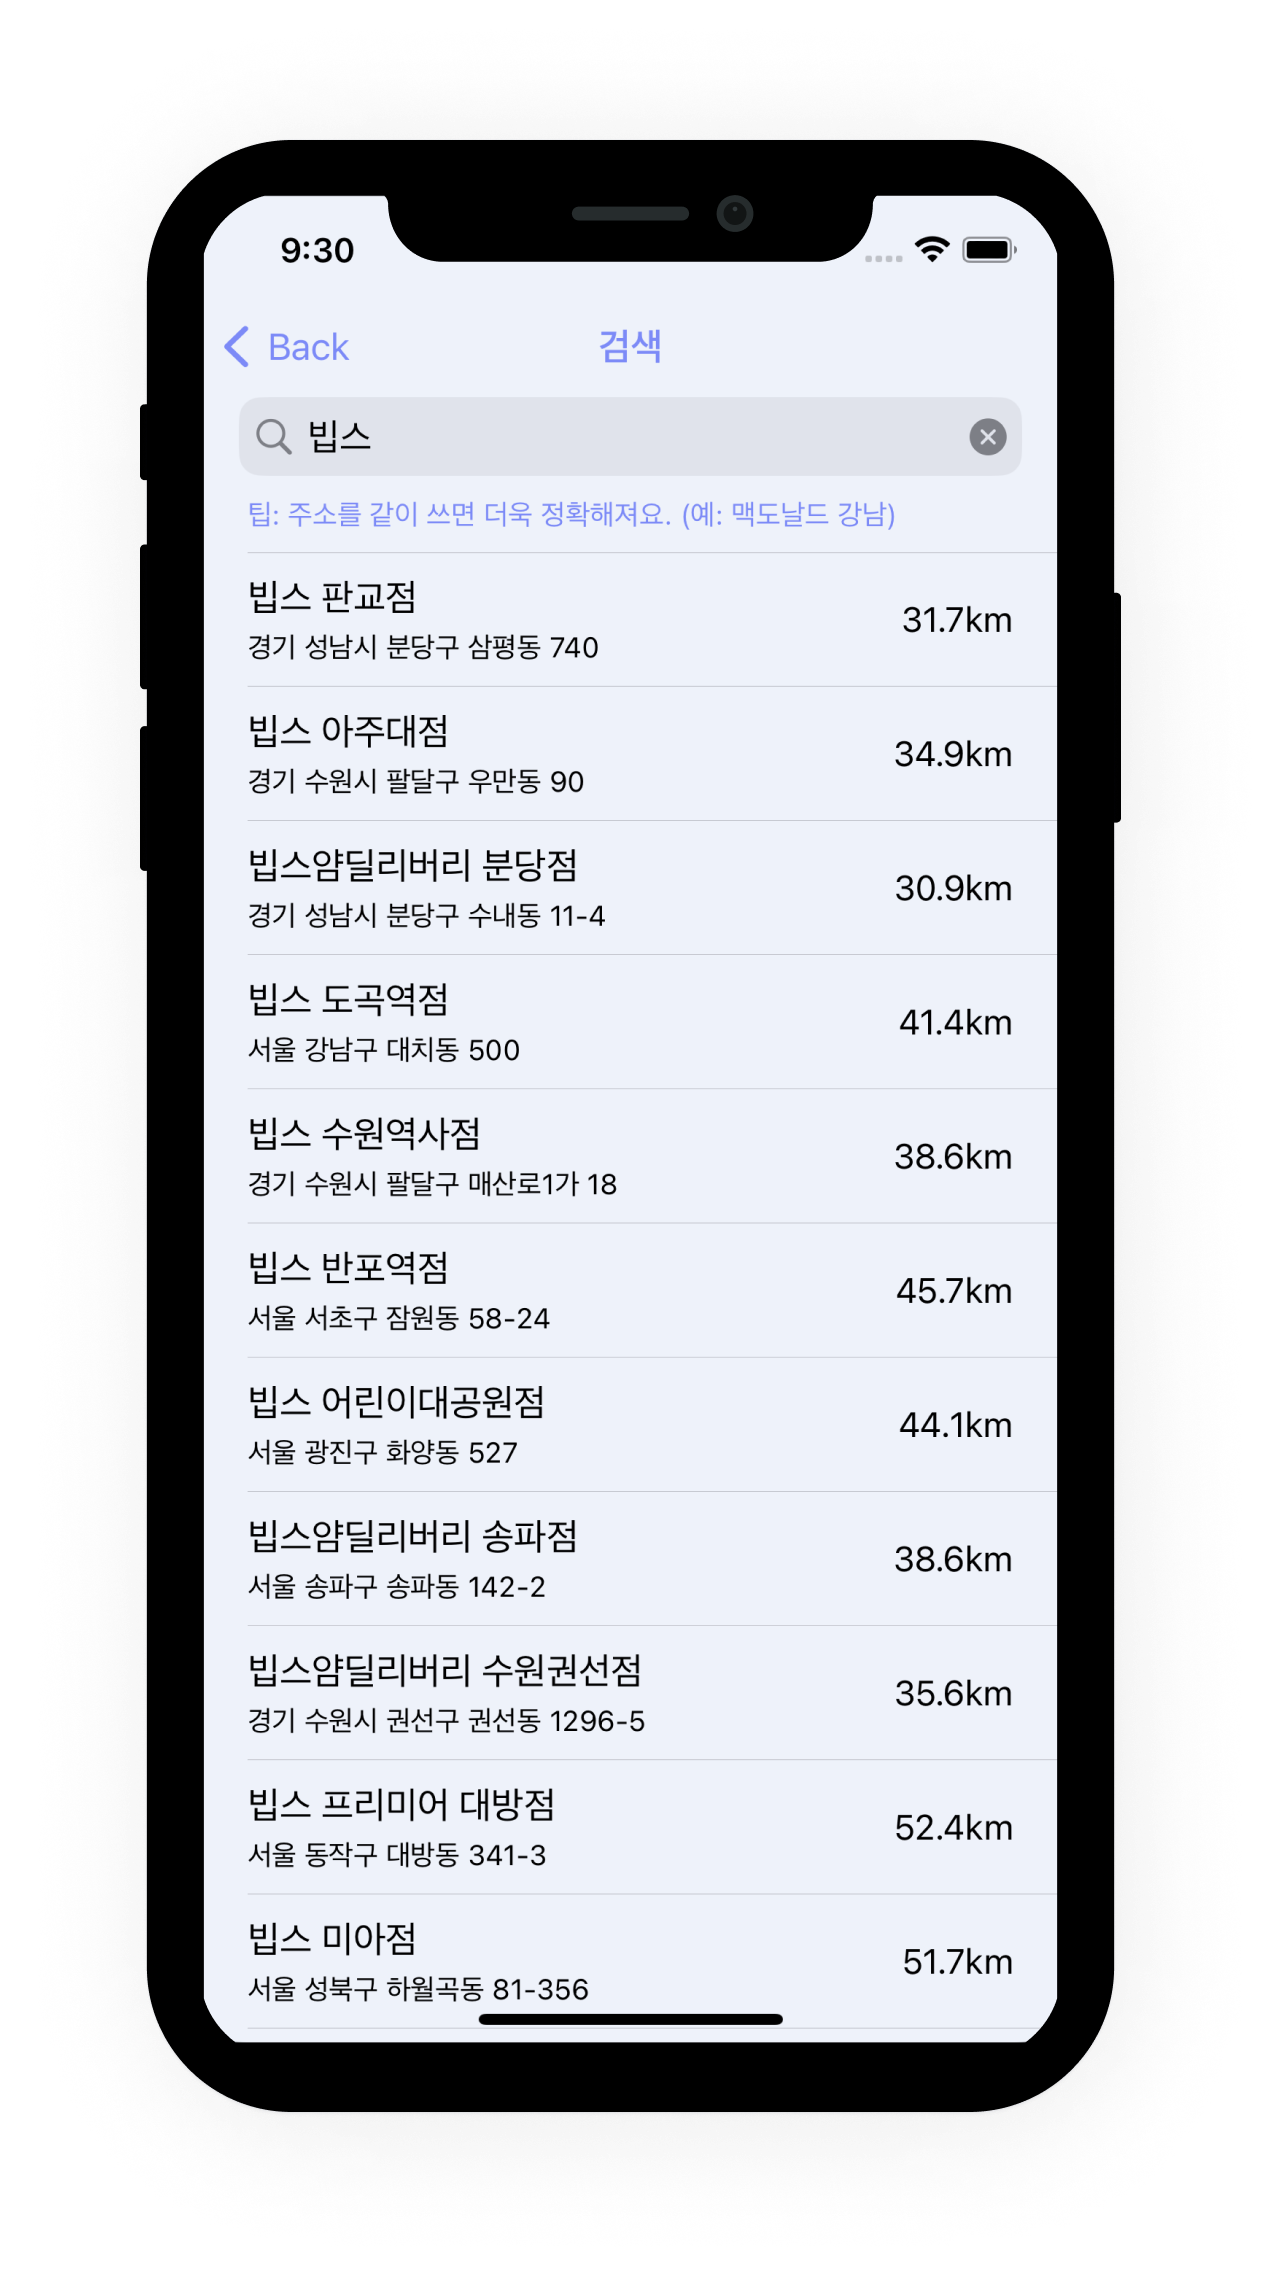 9:30
Back
검색
빕스
팁: 주소를 같이 쓰면 더욱 정확해져요. (예: 맥도날드 강남)
빕스 판교점
경기 성남시 분당구 삼평동 740
31.7km
빕스 아주대점
경기 수원시 팔달구 우만동 90
34.9km
빕스얌딜리버리 분당점
경기 성남시 분당구 수내동 11-4
30.9km
빕스 도곡역점
서울 강남구 대치동 500
41.4km
빕스 수원역사점
경기 수원시 팔달구 매산로1가 18
38.6km
빕스 반포역점
서울 서초구 잠원동 58-24
45.7km
빕스 어린이대공원점
서울 광진구 화양동 527
44.1km
빕스얌딜리버리 송파점
서울 송파구 송파동 142-2
38.6km
빕스얌딜리버리 수원권선점
경기 수원시 권선구 권선동 1296-5
35.6km
빕스 프리미어 대방점
서울 동작구 대방동 341-3
52.4km
빕스 미아점
서울 성북구 하월곡동 81-356
51.7km